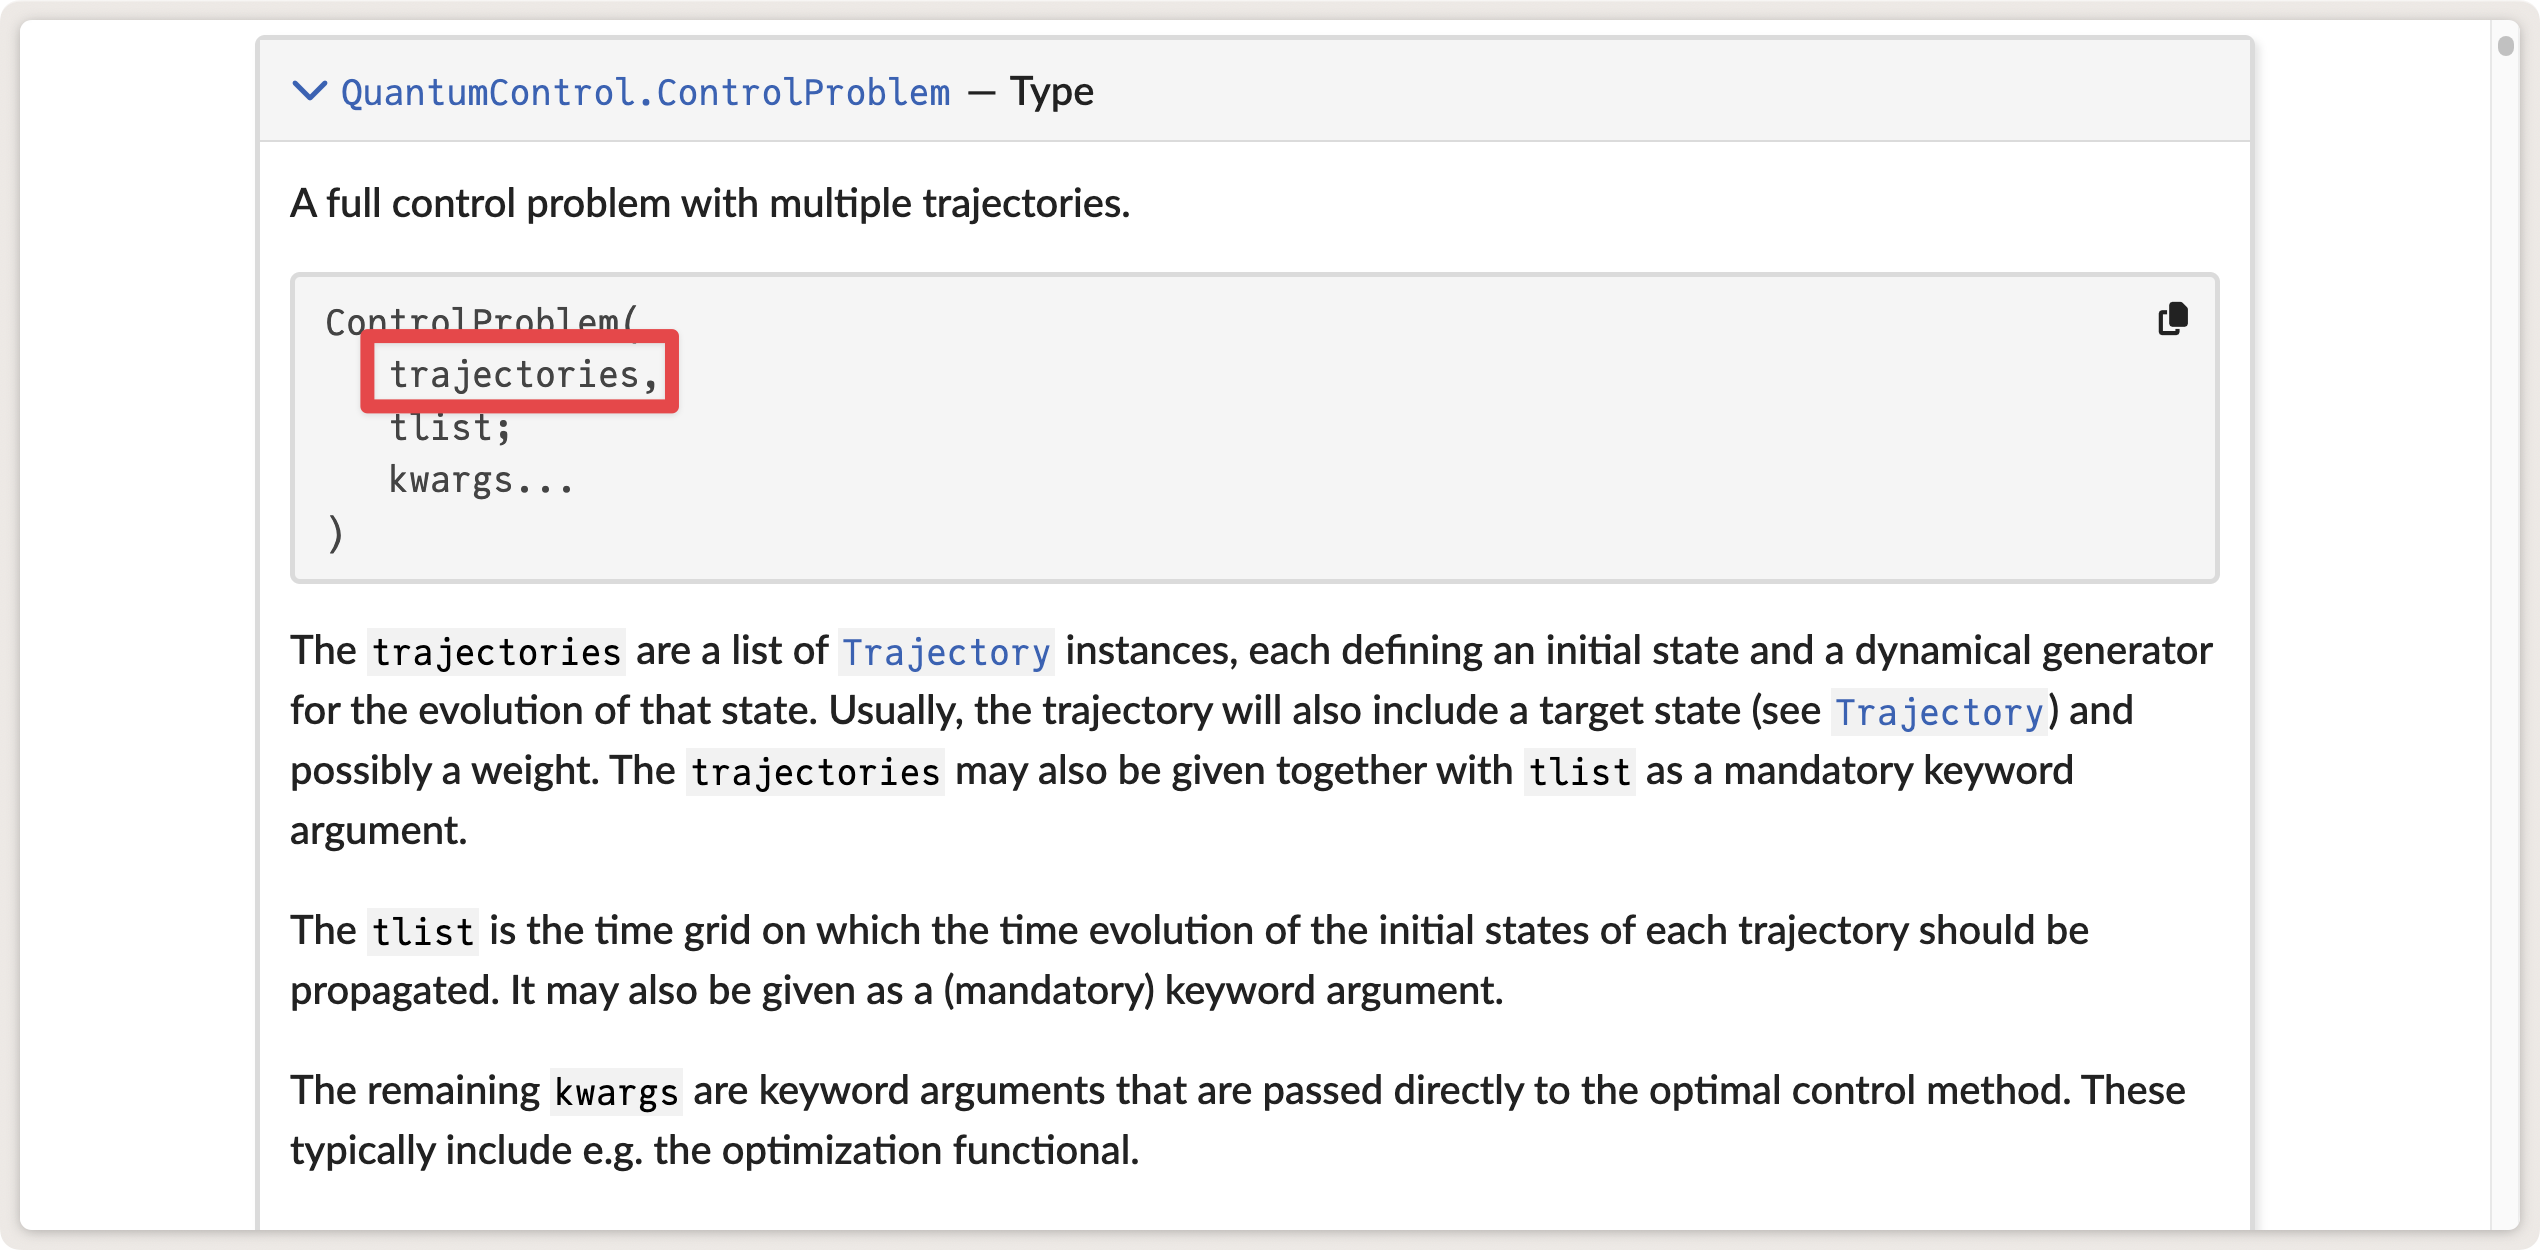 QuantumControl.ControlProblem — Type
A full control problem with multiple trajectories.
ControlProblem(
trajectories,
tlist;
kwargs...
)
The trajectories are a list of Trajectory instances, each defining an initial state and a dynamical generator
for the evolution of that state. Usually, the trajectory will also include a target state (see Trajectory) and
possibly a weight. The trajectories may also be given together with tlist as a mandatory keyword
argument.
The tlist is the time grid on which the time evolution of the initial states of each trajectory should be
propagated. It may also be given as a (mandatory) keyword argument.
The remaining kwargs are keyword arguments that are passed directly to the optimal control method. These
typically include e.g. the optimization functional.